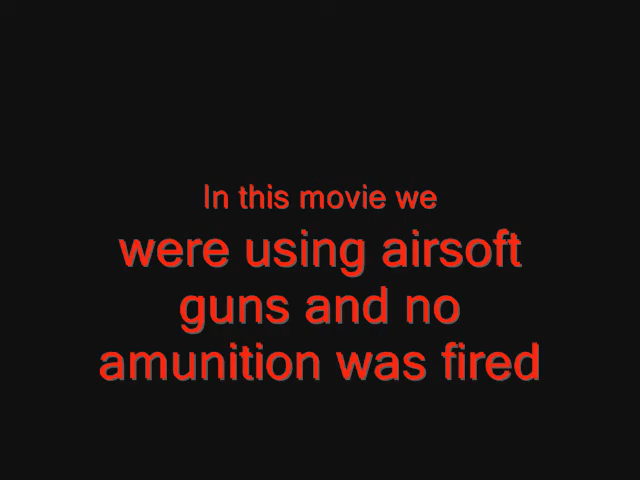 In this movie we
were using airsoft
guns and no
amunition was fired